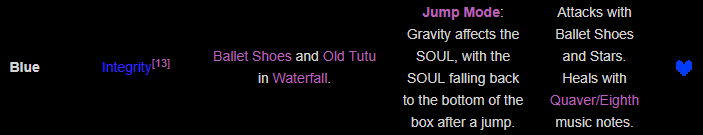 Blue
Integrity[13]
Ballet Shoes and Old Tutu
in Waterfall.
Jump Mode:
Gravity affects the
SOUL, with the
SOUL falling back
to the bottom of the
box after a jump.
Attacks with
Ballet Shoes
and Stars.
Heals with
Quaver/Eighth
music notes.